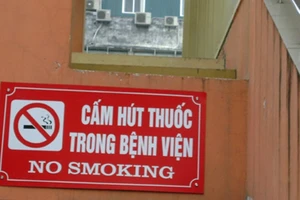 CẤM HÚT THUỐC
TRONG BỆNH VIỆN
NO SMOKING